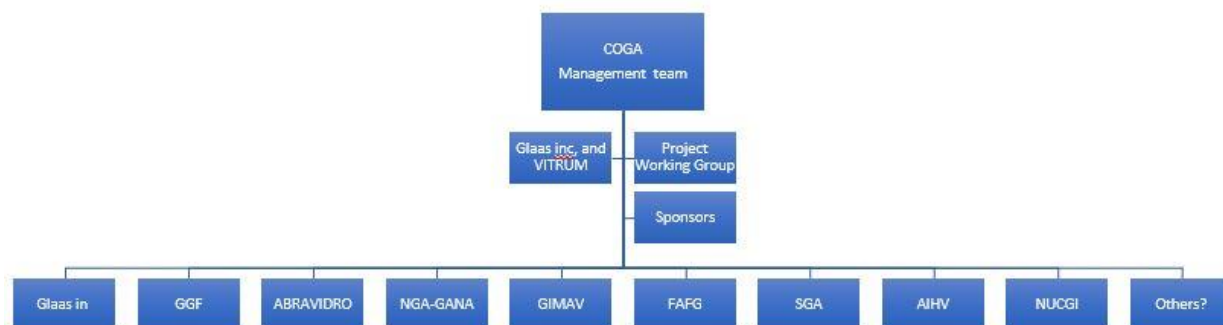 COGA
Management team
Glaas inc, and
VITRUM
Project
Working Group
Sponsors
Glaas in
GGF
ABRAVIDRO
NGA-GANA
GIMAV
FAFG
SGA
AIHV
NUCGI
Others?